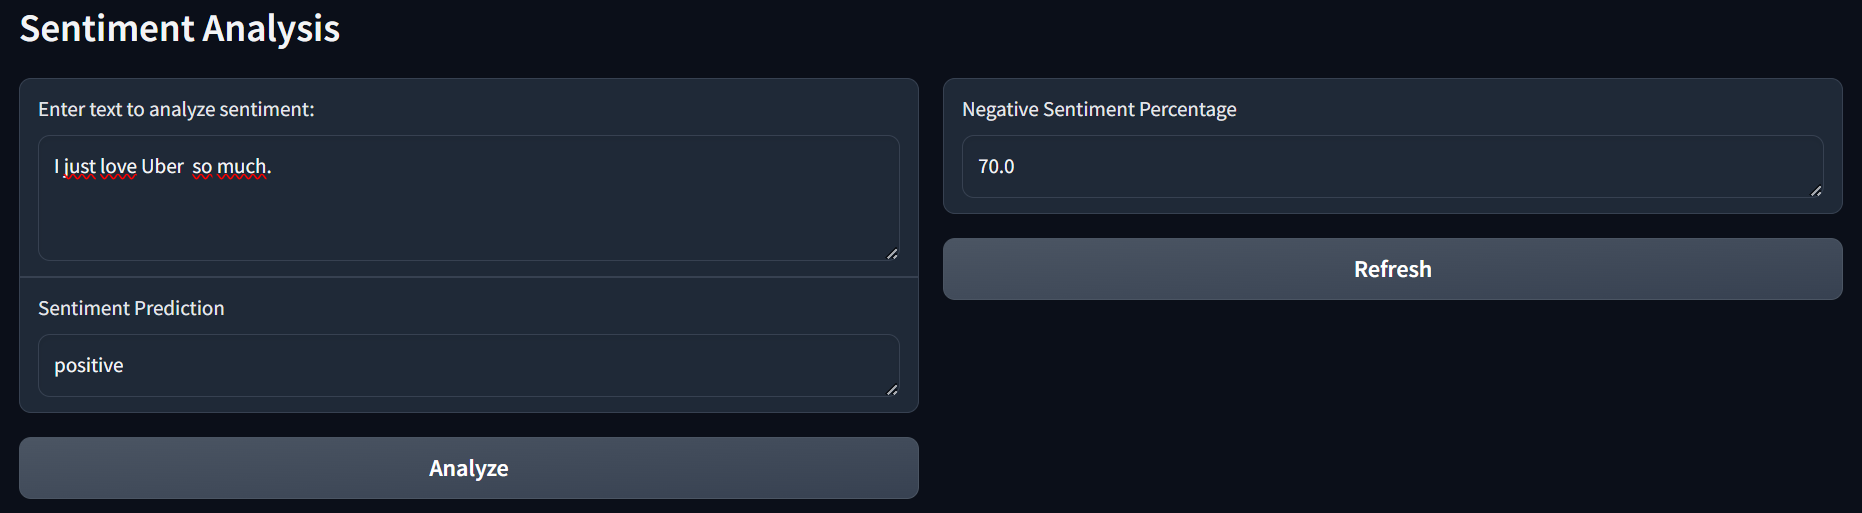 Sentiment Analysis
Enter text to analyze sentiment:
I just love Uber  so much.
Sentiment Prediction
positive
Analyze
Negative Sentiment Percentage
70.0
Refresh